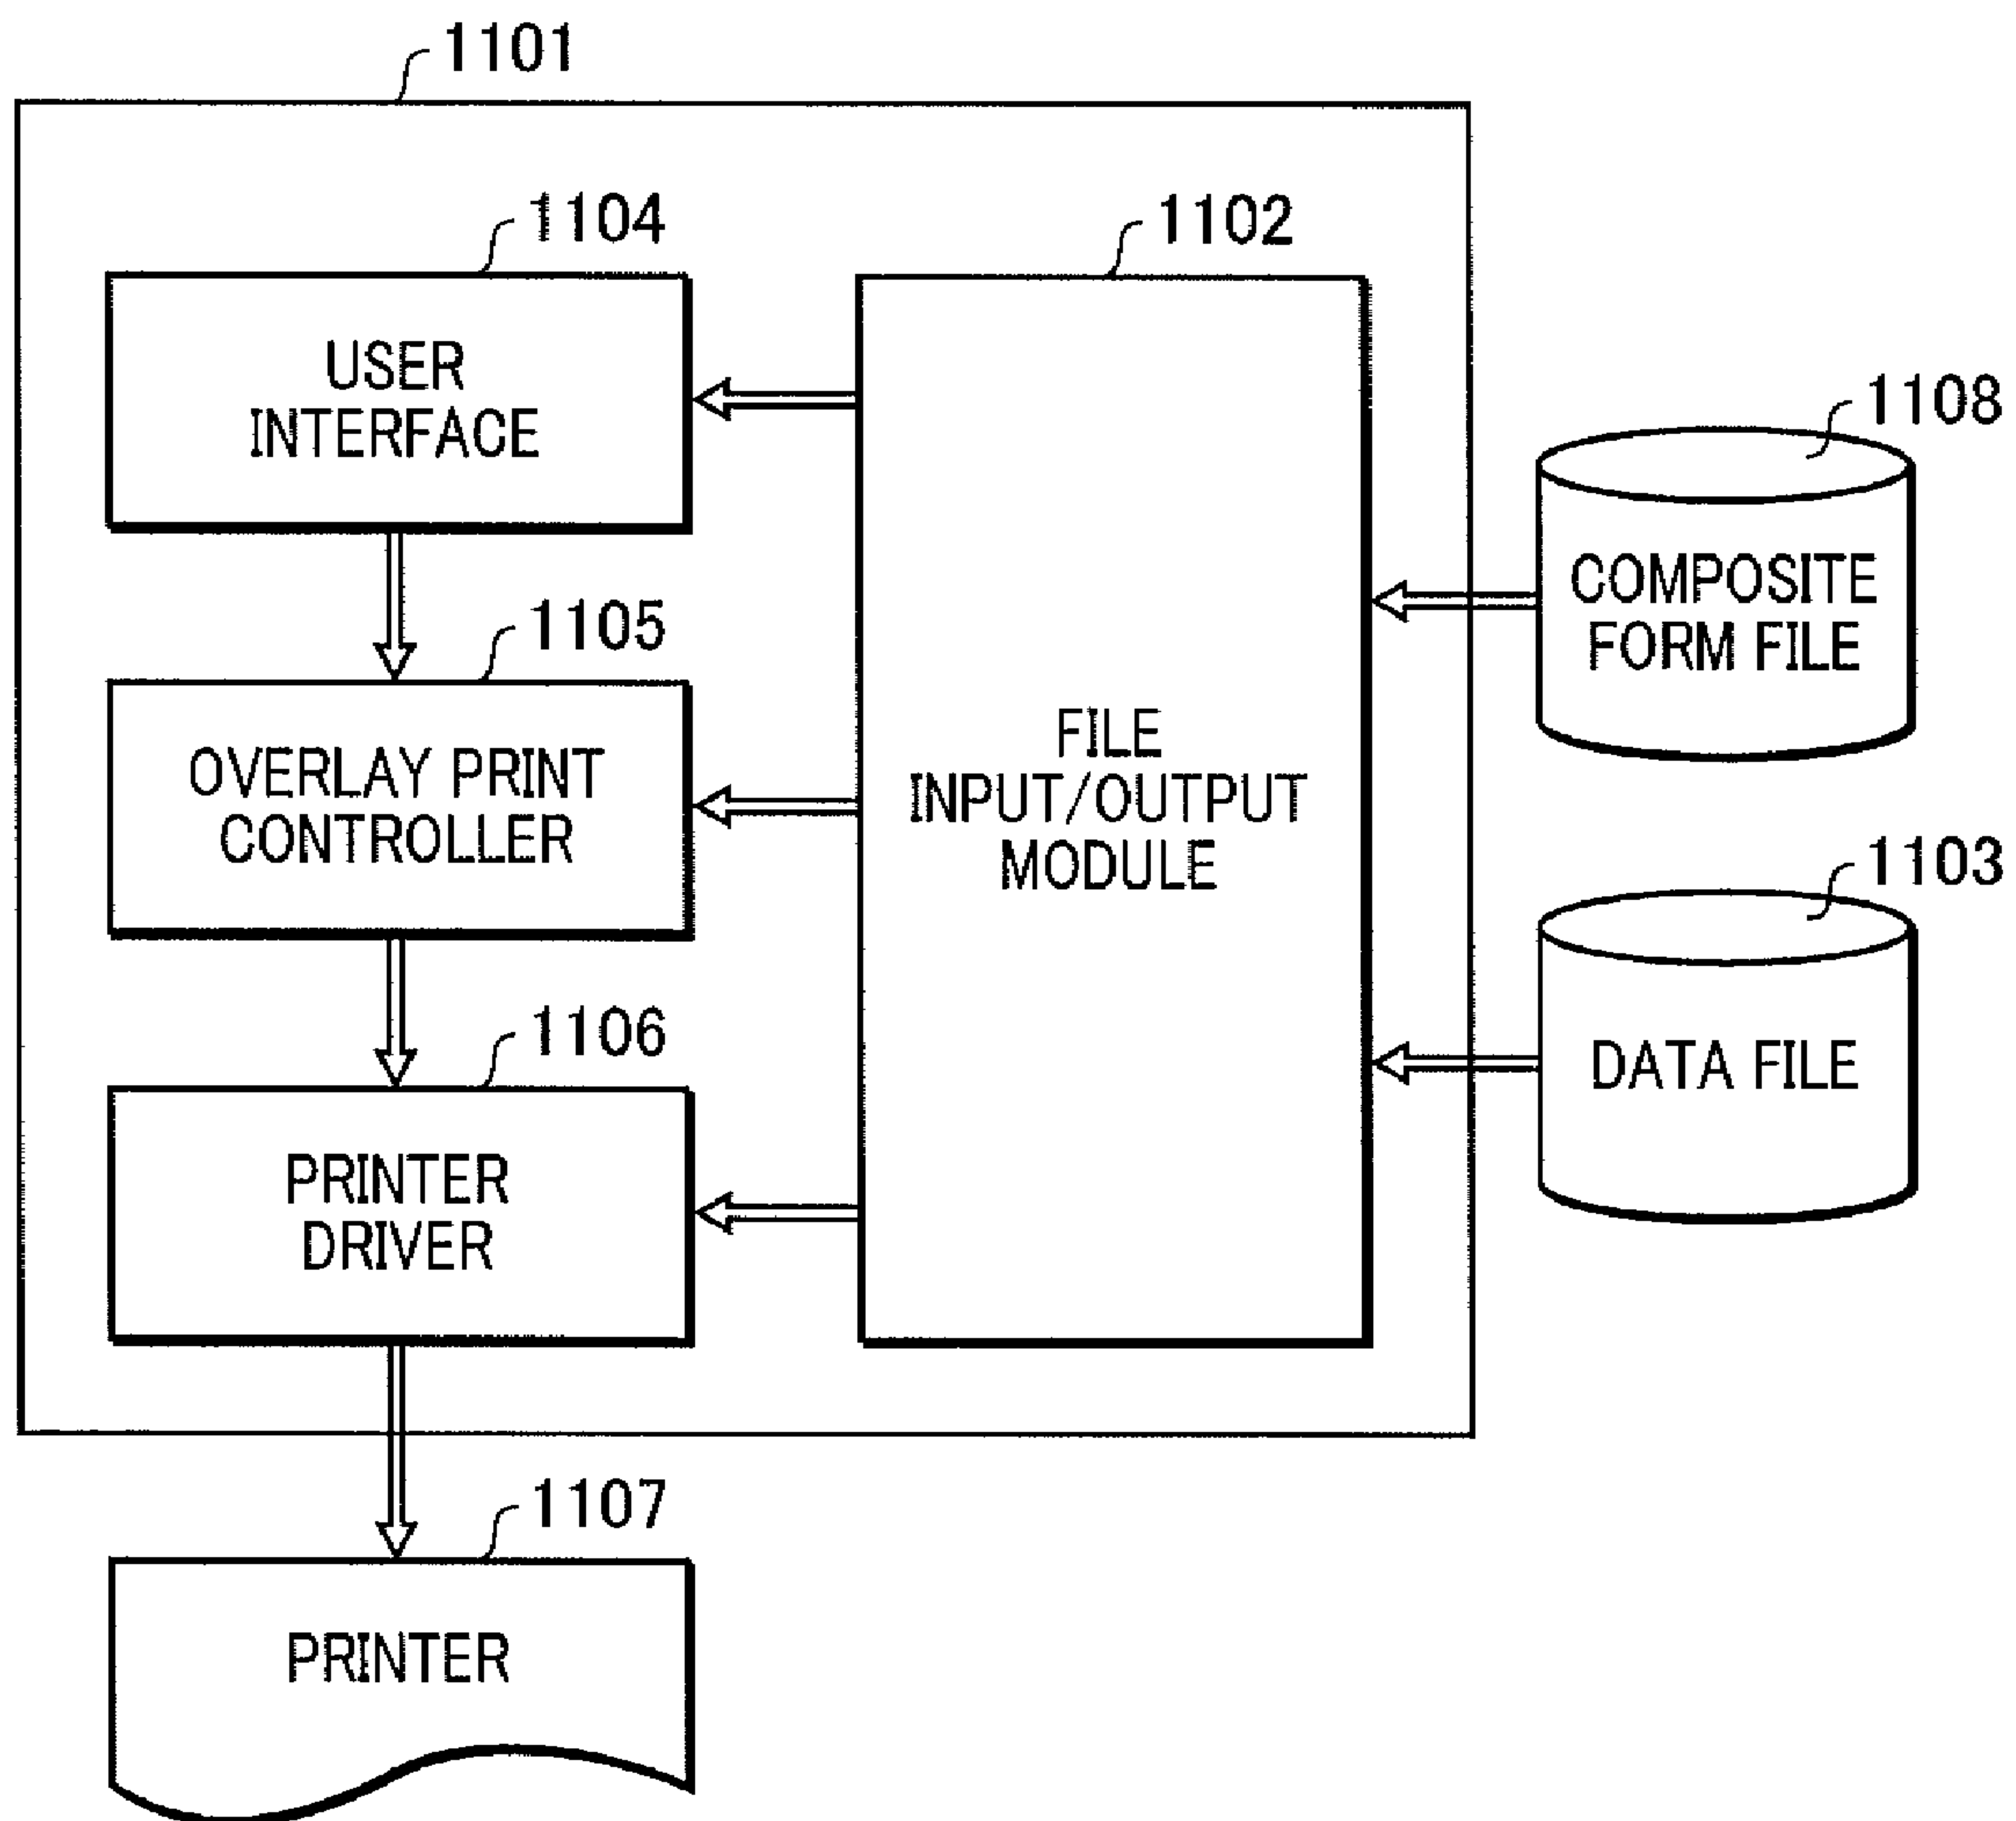 1101
1104
1102
USER
INTERFACE
1108
COMPOSITE
FORM FILE
1105
OVERLAY PRINT
CONTROLLER
FILE
INPUT/OUTPUT
MODULE
1103
DATA FILE
1106
PRINTER
DRIVER
1107
PRINTER